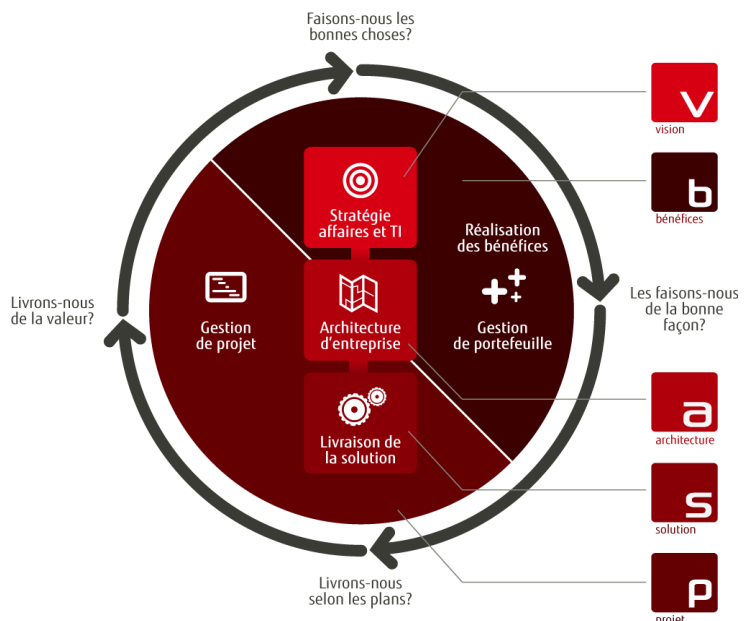 Faisons-nous les
bonnes choses?
v
vision
b
bénéfices
Stratégie
affaires et TI
Réalisation
des bénéfices
Livrons-nous
de la valeur?
Gestion
de projet
Architecture
d'entreprise
Gestion
de portefeuille
Les faisons-nous
de la bonne
façon?
a
architecture
Livraison de
la solution
s
solution
Livrons-nous
selon les plans?
p
projet